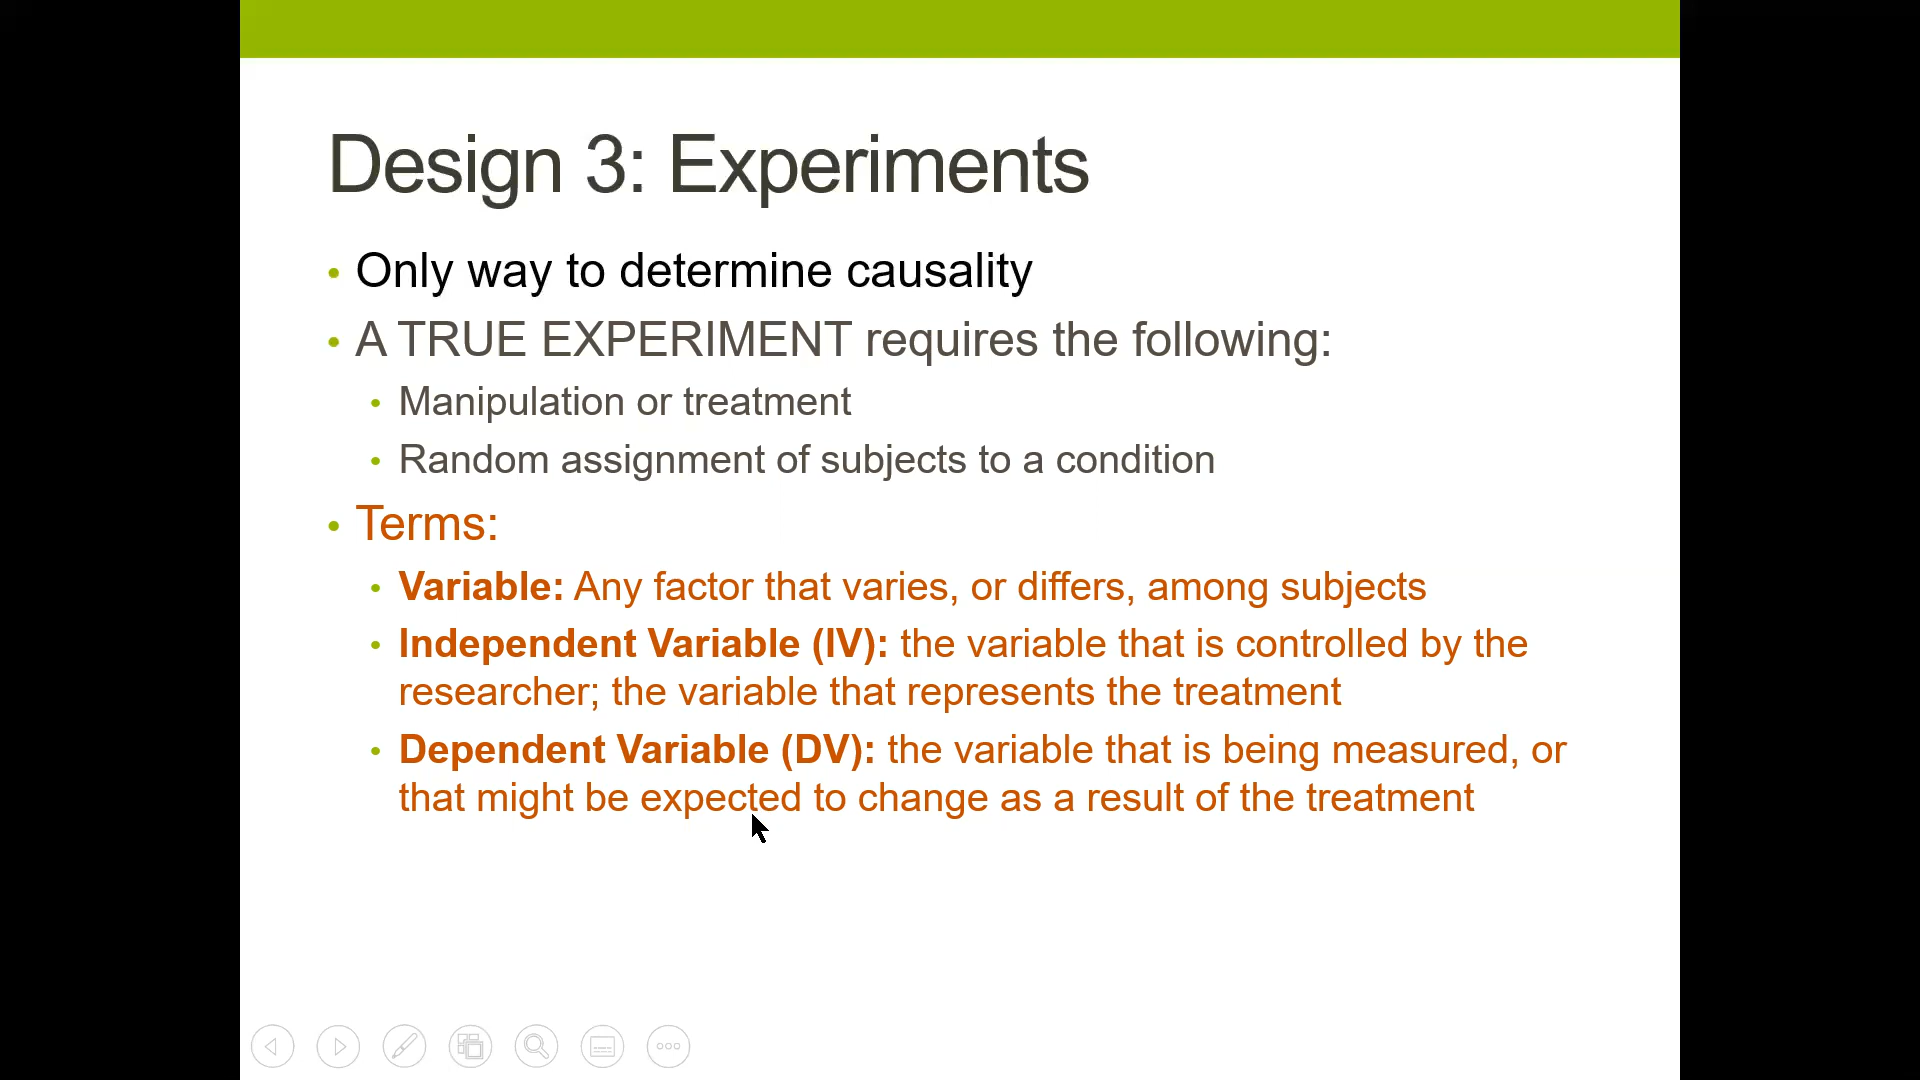 Design 3: Experiments
• Only way to determine causality
• A TRUE EXPERIMENT requires the following:
• Manipulation or treatment
• Random assignment of subjects to a condition
• Terms:
• Variable: Any factor that varies, or differs, among subjects
• Independent Variable (IV): the variable that is controlled by the
researcher; the variable that represents the treatment
• Dependent Variable (DV): the variable that is being measured, or
that might be expected to change as a result of the treatment